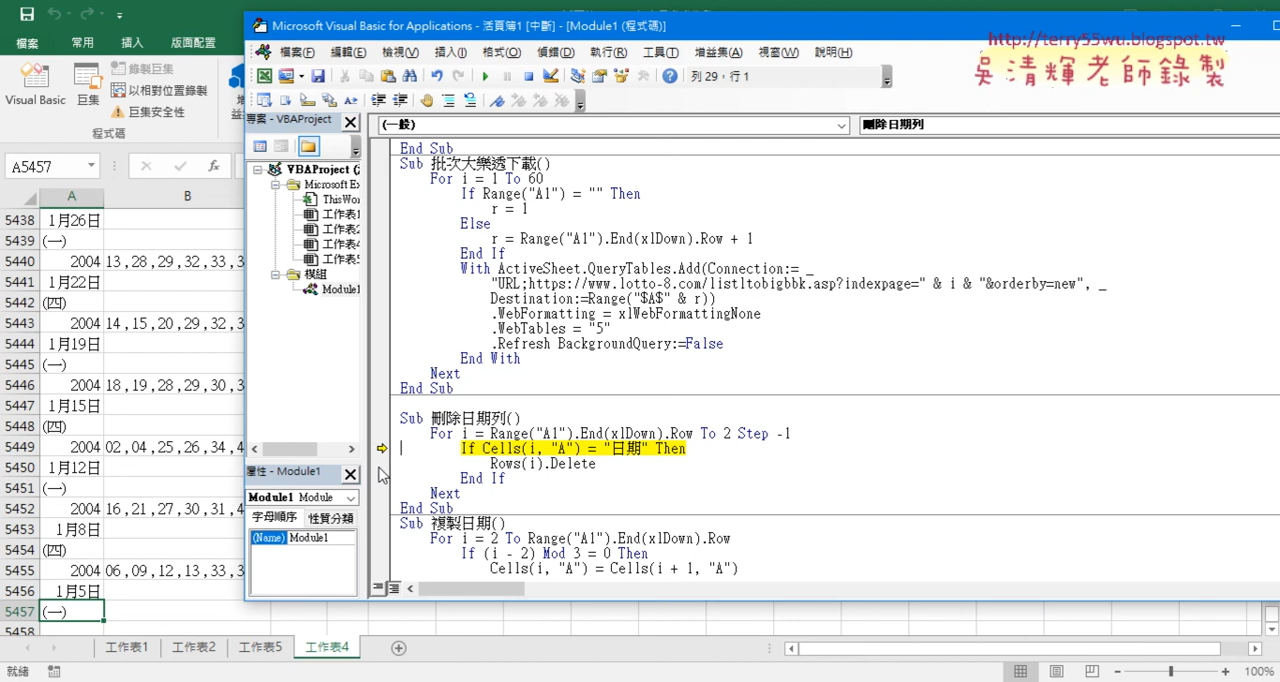 Microsoft Visual Basic for Applications - 活頁簿1 [中斷] - [Module1 (程式碼)]
http://terry55wu.blogspot.tw
吳清輝老師錄製
檔案 常用 插入 版面配置
檔案(F) 編輯(E) 檢視(V) 插入(I) 格式(O) 偵錯(D) 執行(R) 工具(T) 增益集(A) 視窗(W) 說明(H)
錄製巨集
以相對位置錄製
巨集安全性
Visual Basic 巨集
程式碼
列 29，行 1
專案 - VBAProject
(一般)
刪除日期列
VBAProject (
Microsoft Ex
ThisWo
工作表1
工作表2
工作表4
工作表5
模組
Module1
屬性 - Module1
Module1 Module
字母順序 性質分類
(Name) Module1
A5457
fx
A B
5438 1月26日
5439 (一)
5440 2004 13,28,29,32,33,3
5441 1月22日
5442 (四)
5443 2004 14,15,20,29,32,3
5444 1月19日
5445 (一)
5446 2004 18,19,28,29,30,3
5447 1月15日
5448 (四)
5449 2004 02,04,25,26,34,4
5450 1月12日
5451 (一)
5452 2004 16,21,27,30,31,4
5453 1月8日
5454 (四)
5455 2004 06,09,12,13,33,3
5456 1月5日
5457 (一)
5458
End Sub
Sub 批次大樂透下載()
For i = 1 To 60
If Range("A1") = "" Then
r = 1
Else
r = Range("A1").End(xlDown).Row + 1
End If
With ActiveSheet.QueryTables.Add(Connection:= _
"URL;https://www.lotto-8.com/listltobigbbk.asp?indexpage=" & i & "&orderby=new", _
Destination:=Range("$A$" & r))
.WebFormatting = xlWebFormattingNone
.WebTables = "5"
.Refresh BackgroundQuery:=False
End With
Next
End Sub
Sub 刪除日期列()
For i = Range("A1").End(xlDown).Row To 2 Step -1
If Cells(i, "A") = "日期" Then
Rows(i).Delete
End If
Next
End Sub
Sub 複製日期()
For i = 2 To Range("A1").End(xlDown).Row
If (i - 2) Mod 3 = 0 Then
Cells(i, "A") = Cells(i + 1, "A")
工作表1 工作表2 工作表5 工作表4
就緒
100%